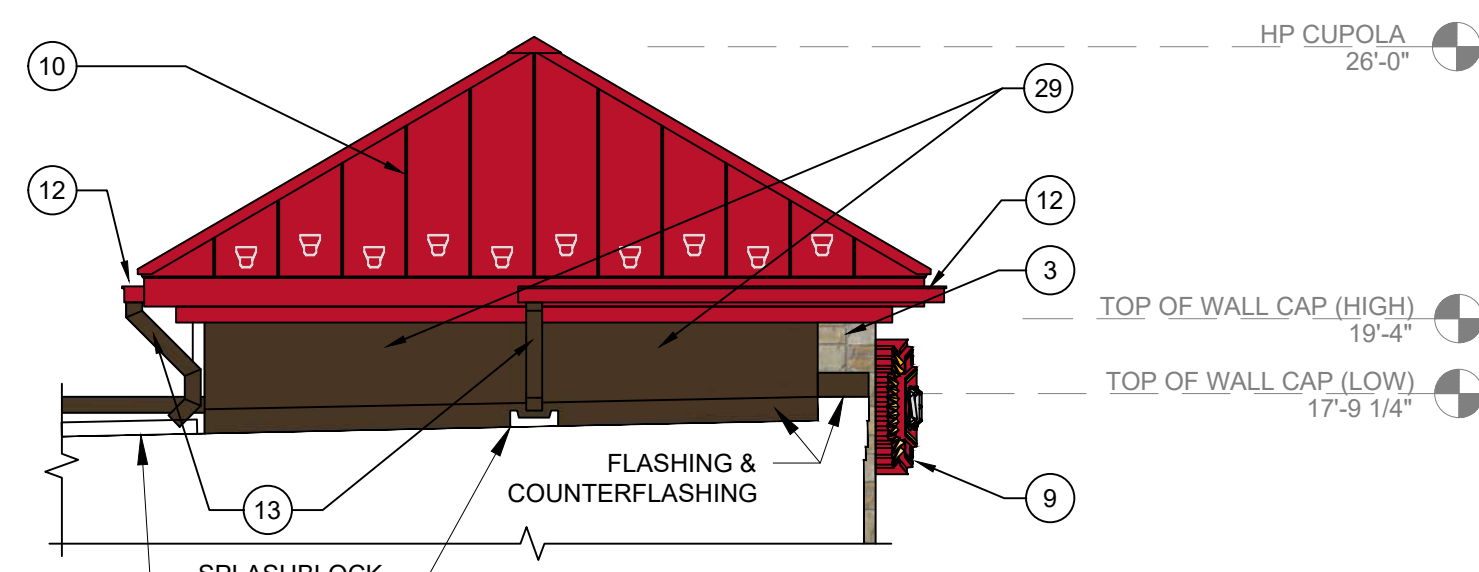 HP CUPOLA
26'-0"
10
29
12
12
3
TOP OF WALL CAP (HIGH)
19'-4"
TOP OF WALL CAP (LOW)
17'-9 1/4"
FLASHING &
COUNTERFLASHING
9
13
SPLASHBLOCK